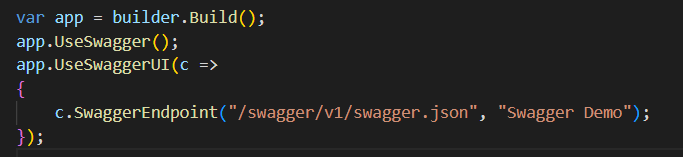 var app = builder.Build();
app.UseSwagger();
app.UseSwaggerUI(c =>
{
    c.SwaggerEndpoint("/swagger/v1/swagger.json", "Swagger Demo");
});